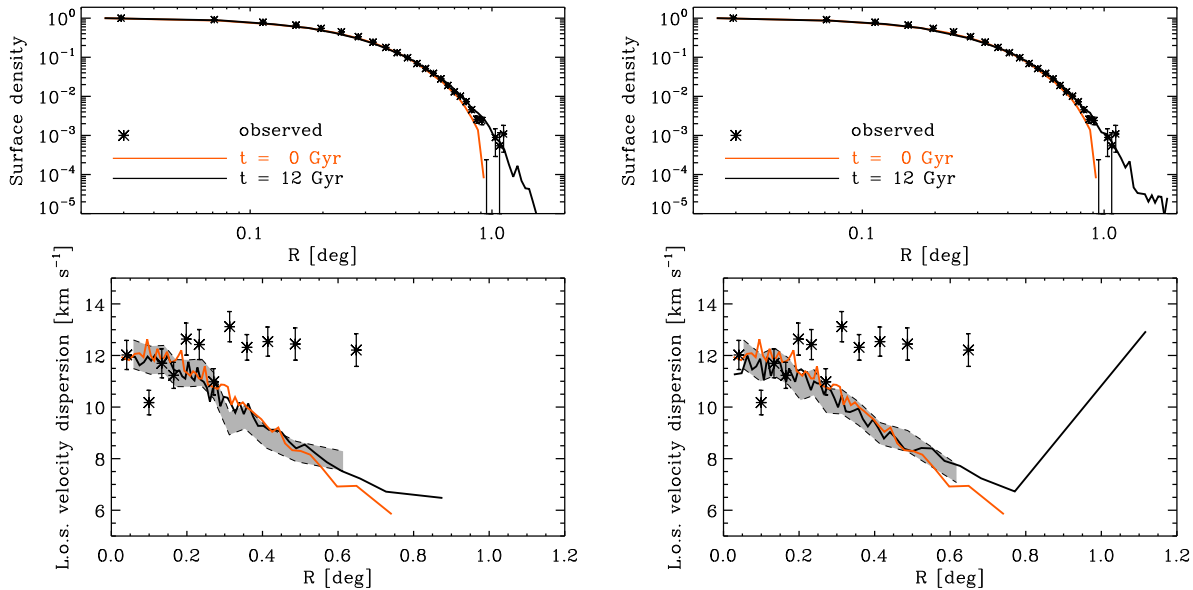 Surface density
10⁰
10⁻¹
10⁻²
10⁻³
10⁻⁴
10⁻⁵
observed
t = 0 Gyr
t = 12 Gyr
0.1 1.0
R [deg]
Surface density
10⁰
10⁻¹
10⁻²
10⁻³
10⁻⁴
10⁻⁵
observed
t = 0 Gyr
t = 12 Gyr
0.1 1.0
R [deg]
L.o.s. velocity dispersion [km s⁻¹]
14
12
10
8
6
0.0 0.2 0.4 0.6 0.8 1.0 1.2
R [deg]
L.o.s. velocity dispersion [km s⁻¹]
14
12
10
8
6
0.0 0.2 0.4 0.6 0.8 1.0 1.2
R [deg]